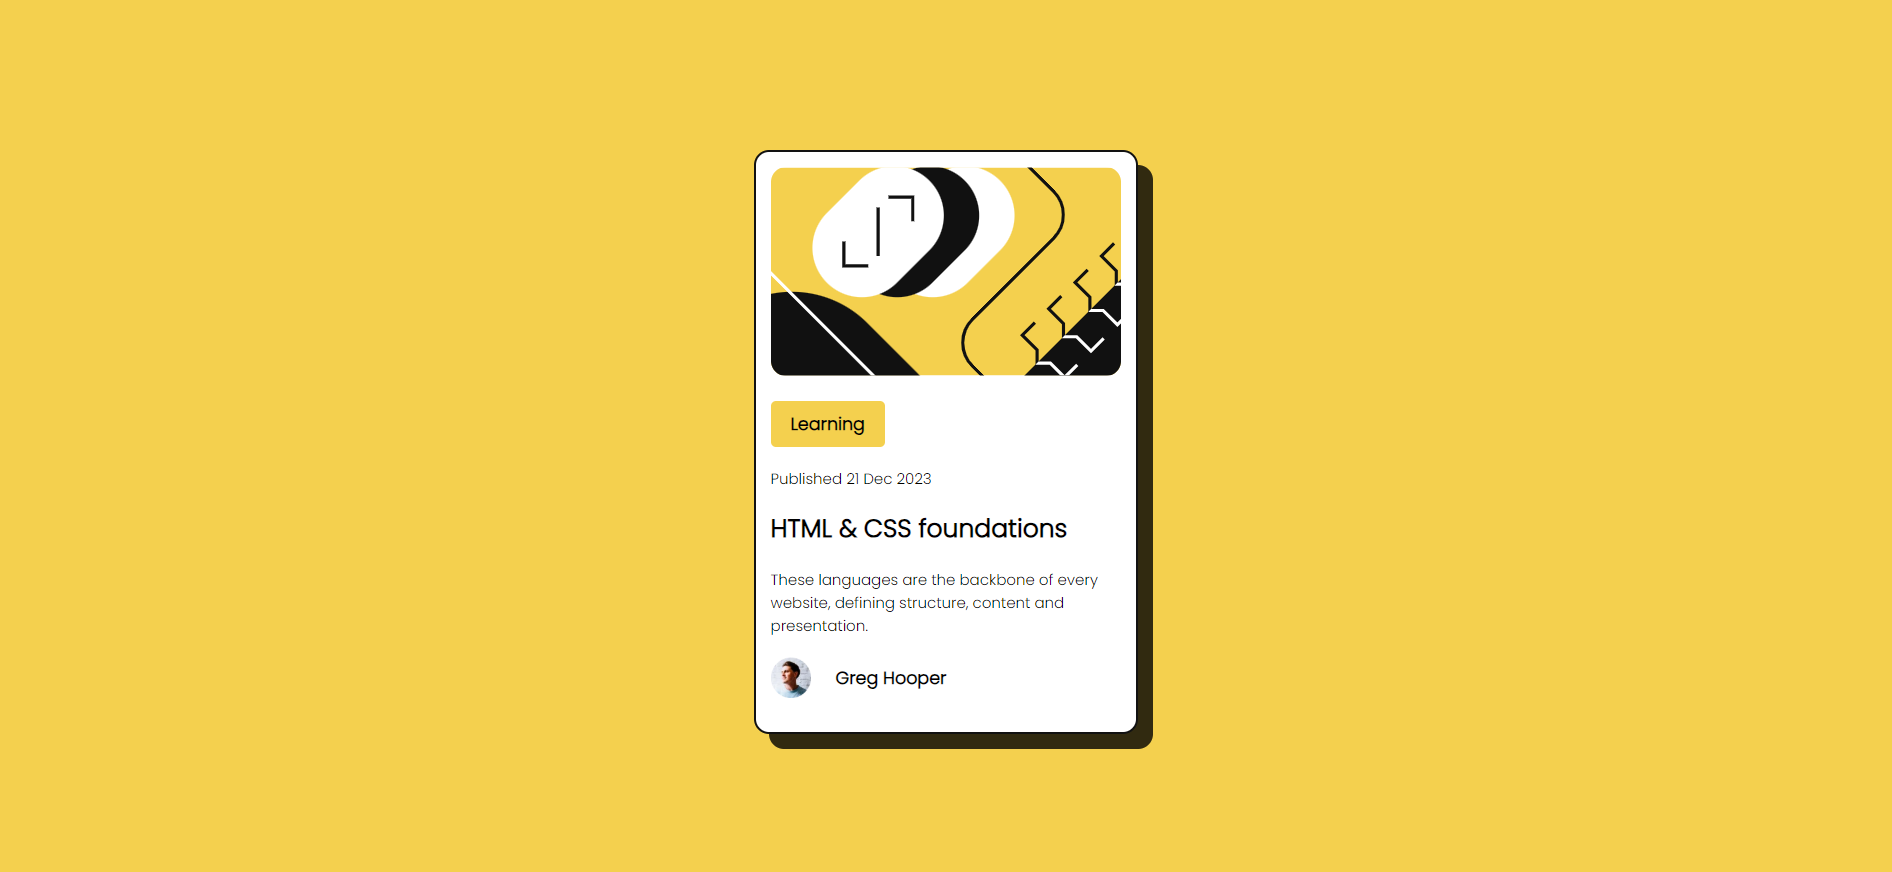 Learning
Published 21 Dec 2023
HTML & CSS foundations
These languages are the backbone of every
website, defining structure, content and
presentation.
Greg Hooper